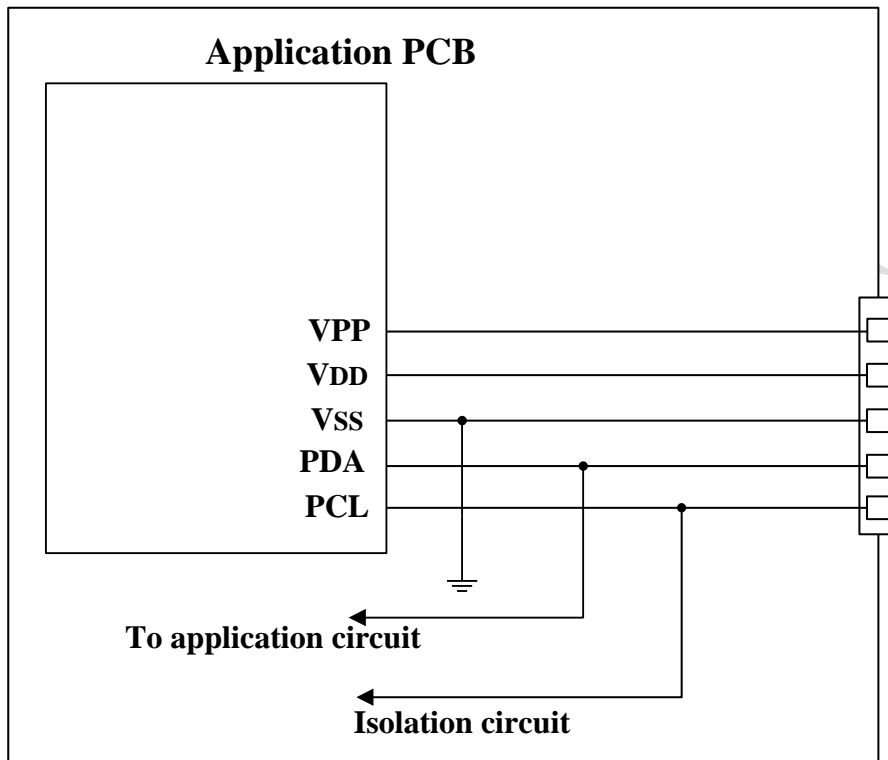 Application PCB
VPP
VDD
VSS
PDA
PCL
To application circuit
Isolation circuit